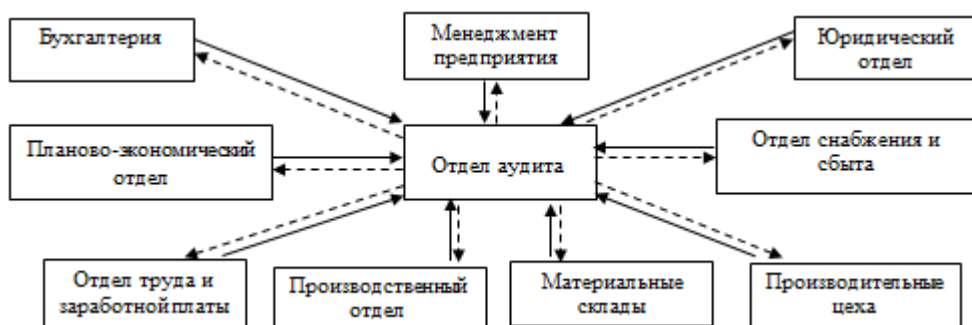 Бухгалтерия
Менеджмент
предприятия
Юридический
отдел
Планово-экономический
отдел
Отдел аудита
Отдел снабжения и
сбыта
Отдел труда и
заработной платы
Производственный
отдел
Материальные
склады
Производительные
цеха